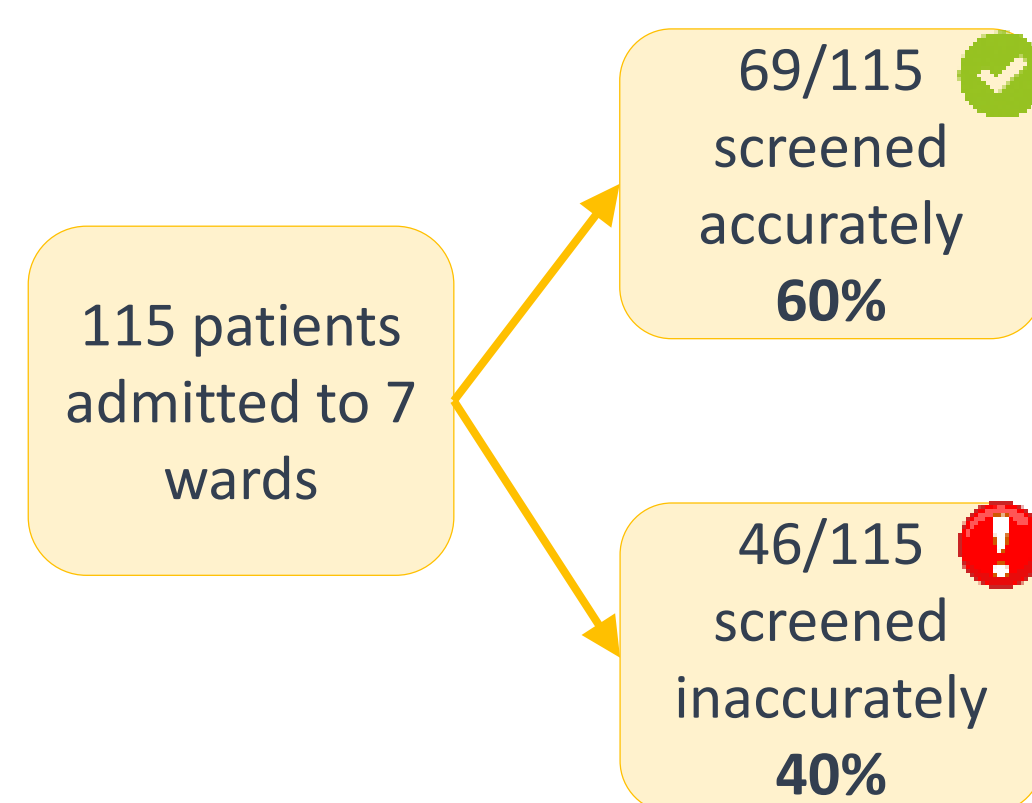 115 patients
admitted to 7
wards
69/115
screened
accurately
60%
46/115
screened
inaccurately
40%